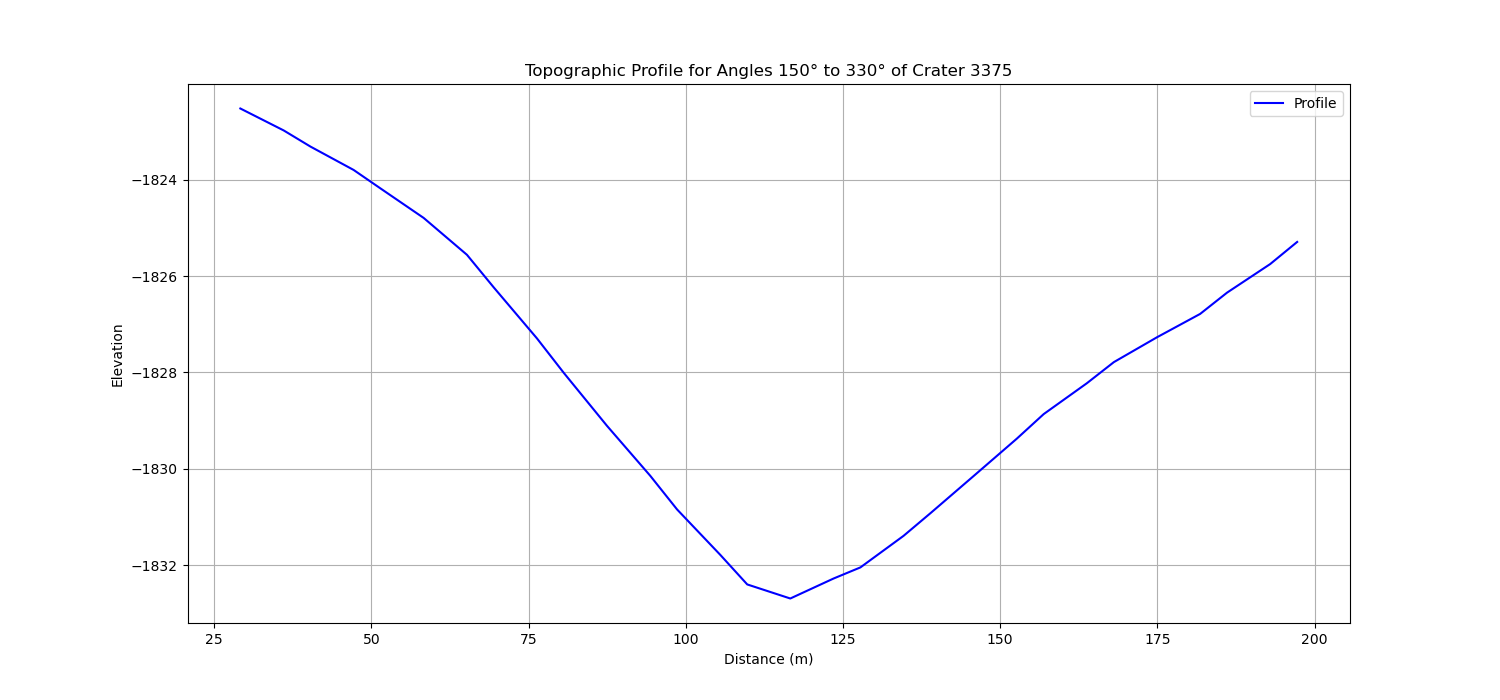 Topographic Profile for Angles 150° to 330° of Crater 3375
Profile
−1824
−1826
−1828
−1830
−1832
Elevation
25 50 75 100 125 150 175 200
Distance (m)